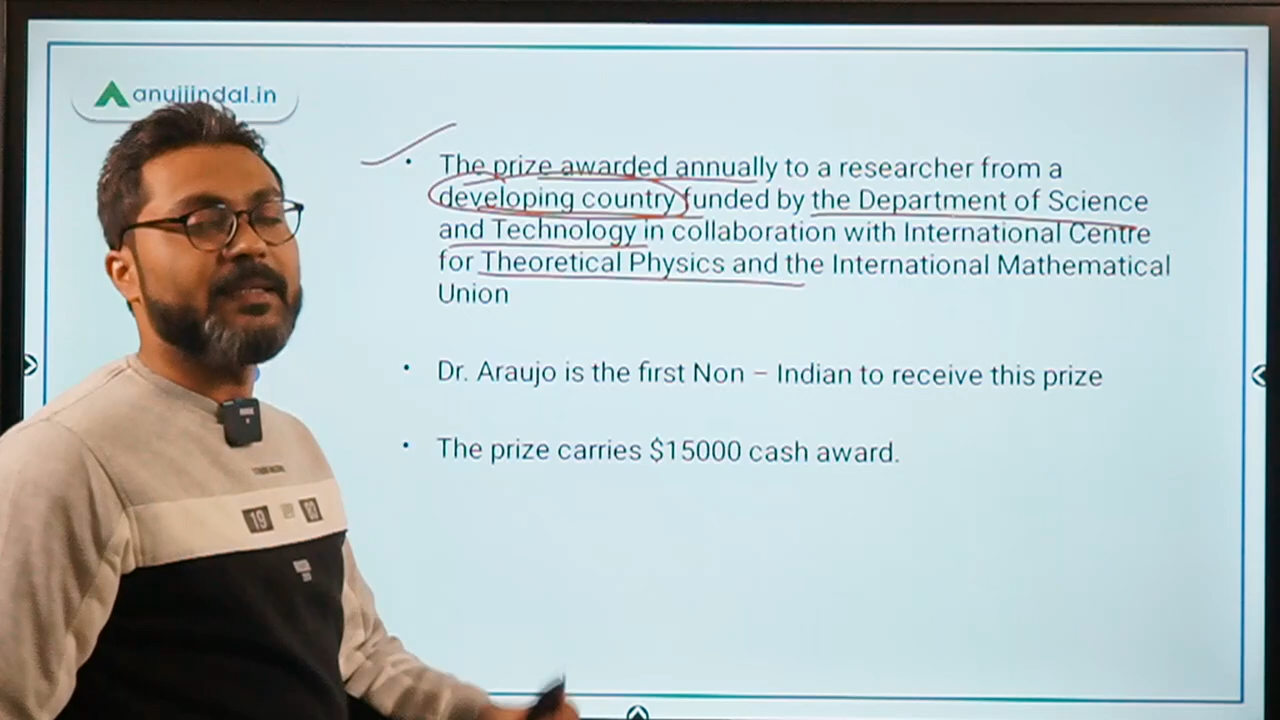 anujjindal.in
• The prize awarded annually to a researcher from a
developing country funded by the Department of Science
and Technology in collaboration with International Centre
for Theoretical Physics and the International Mathematical
Union
• Dr. Araujo is the first Non – Indian to receive this prize
• The prize carries $15000 cash award.
19